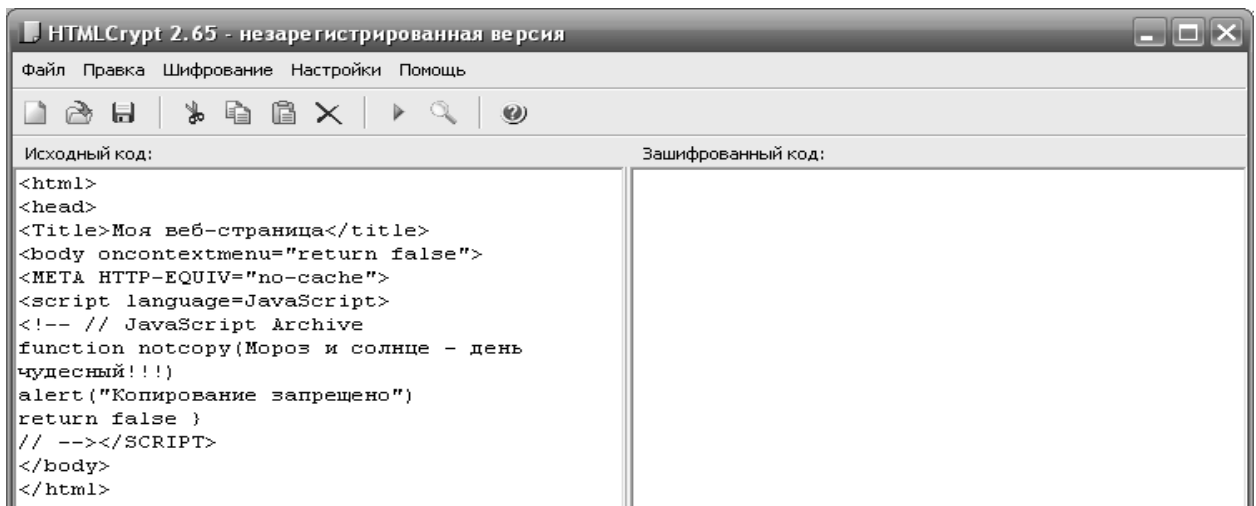 HTMLCrypt 2.65 - незарегистрированная версия
Файл Правка Шифрование Настройки Помощь
Исходный код:
Зашифрованный код:
<html>
<head>
<Title>Моя веб-страница</title>
<body oncontextmenu="return false">
<META HTTP-EQUIV="no-cache">
<script language=JavaScript>
<!-- // JavaScript Archive
function notcopy(Мороз и солнце - день
чудесный!!!)
alert("Копирование запрещено")
return false }
// --></SCRIPT>
</body>
</html>